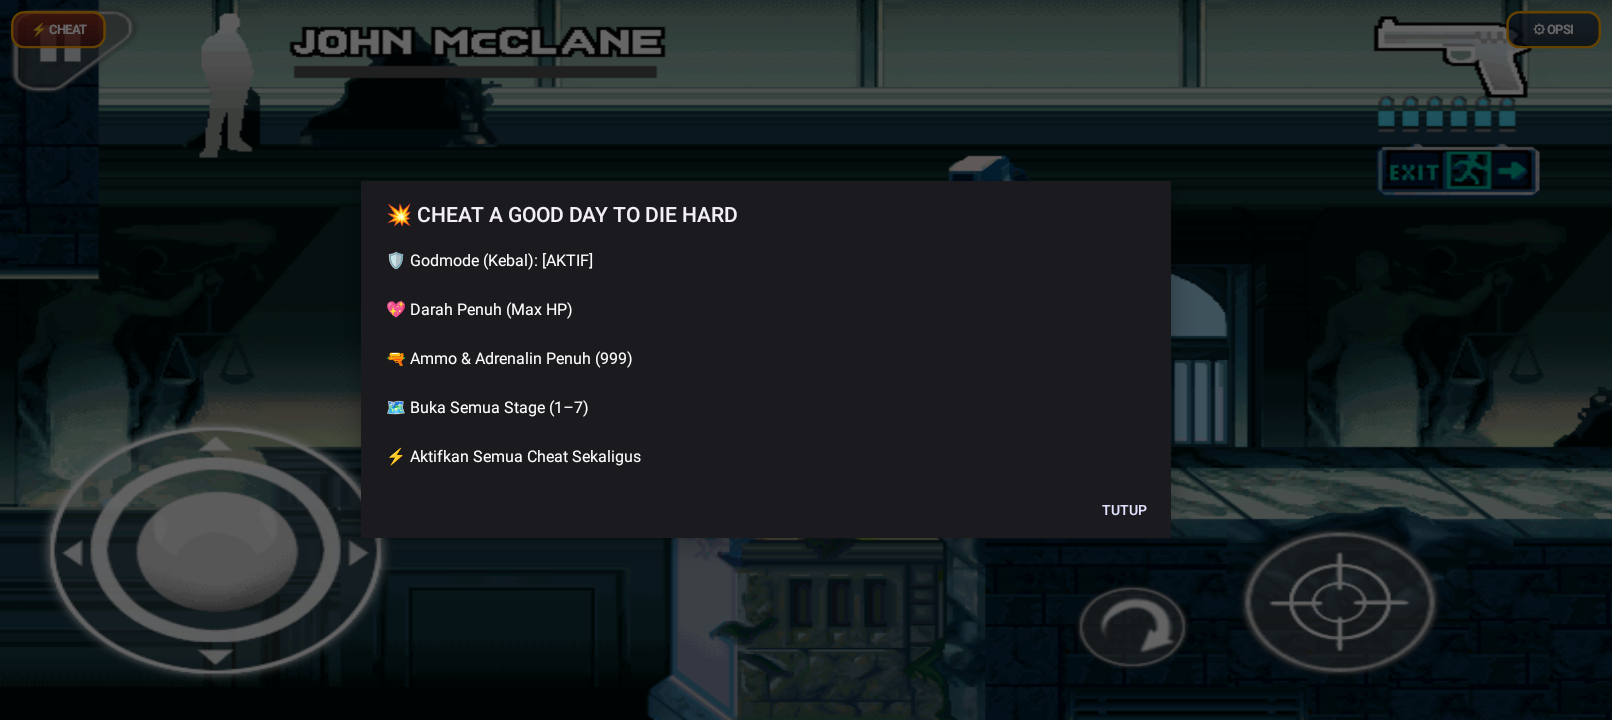 ⚡ CHEAT
⚙ OPSI
JOHN McCLANE
EXIT
💥 CHEAT A GOOD DAY TO DIE HARD
🛡️ Godmode (Kebal): [AKTIF]
💖 Darah Penuh (Max HP)
🔫 Ammo & Adrenalin Penuh (999)
🗺️ Buka Semua Stage (1–7)
⚡ Aktifkan Semua Cheat Sekaligus
TUTUP